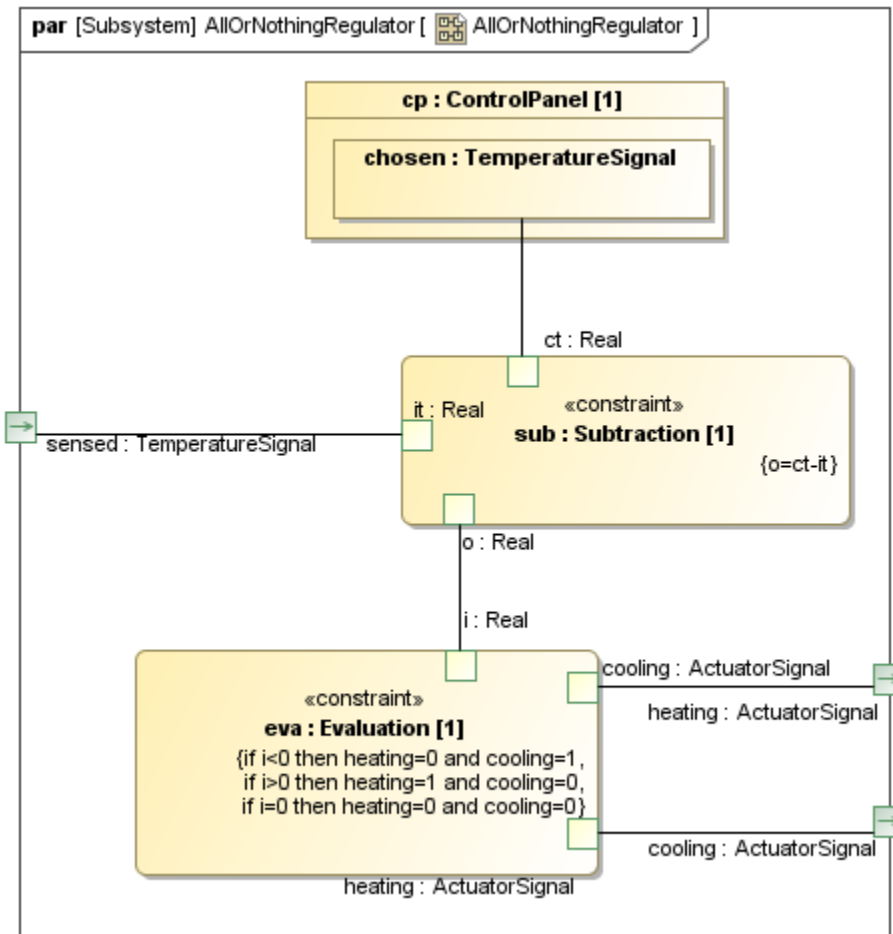 par [Subsystem] AllOrNothingRegulator [ AllOrNothingRegulator ]
cp : ControlPanel [1]
chosen : TemperatureSignal
ct : Real
it : Real
«constraint»
sub : Subtraction [1]
{o=ct-it}
sensed : TemperatureSignal
o : Real
i : Real
«constraint»
eva : Evaluation [1]
{if i<0 then heating=0 and cooling=1,
if i>0 then heating=1 and cooling=0,
if i=0 then heating=0 and cooling=0}
cooling : ActuatorSignal
heating : ActuatorSignal
cooling : ActuatorSignal
heating : ActuatorSignal